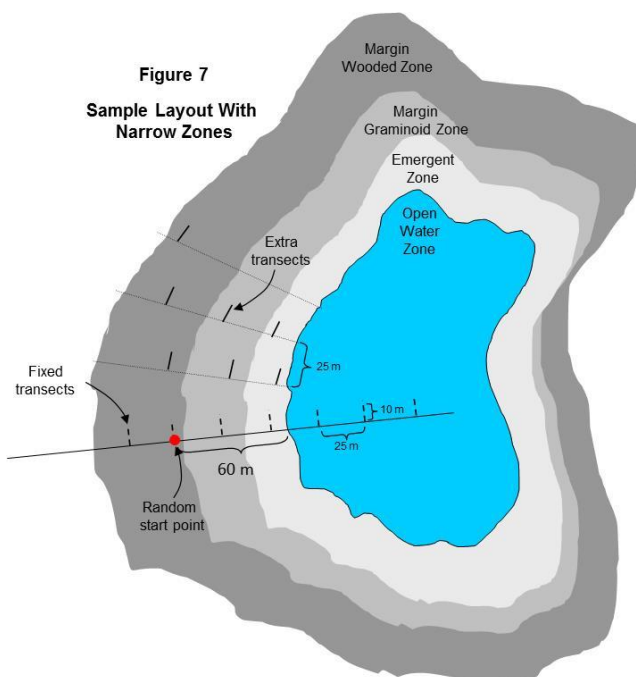 Figure 7
Sample Layout With
Narrow Zones
Margin
Wooded Zone
Margin
Graminoid Zone
Emergent
Zone
Open
Water
Zone
Extra
transects
25 m
Fixed
transects
10 m
25 m
60 m
Random
start point